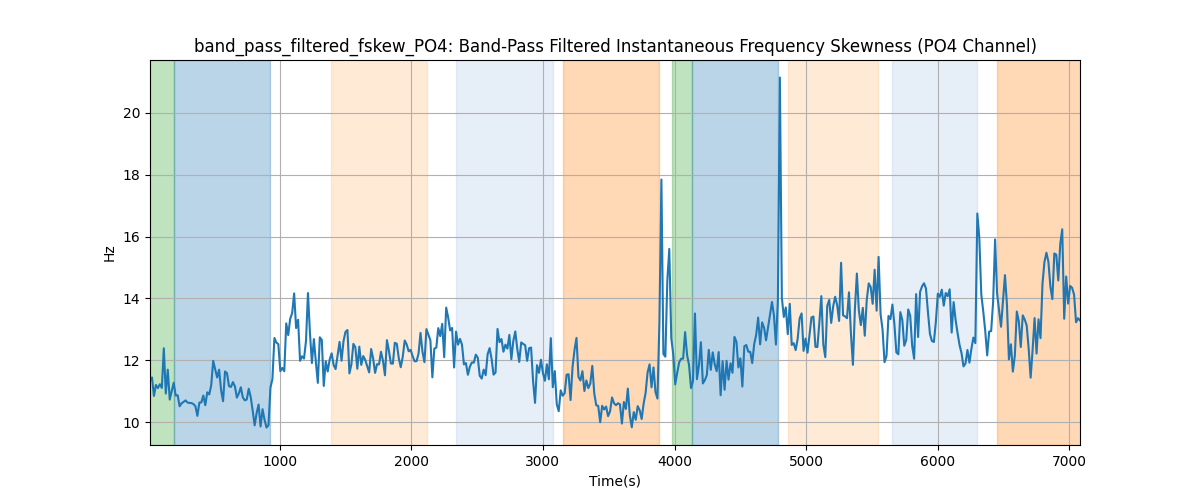 band_pass_filtered_fskew_PO4: Band-Pass Filtered Instantaneous Frequency Skewness (PO4 Channel)
20
18
16
14
12
10
Hz
1000 2000 3000 4000 5000 6000 7000
Time(s)